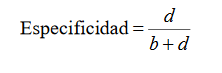 Especificidad = d / (b + d)